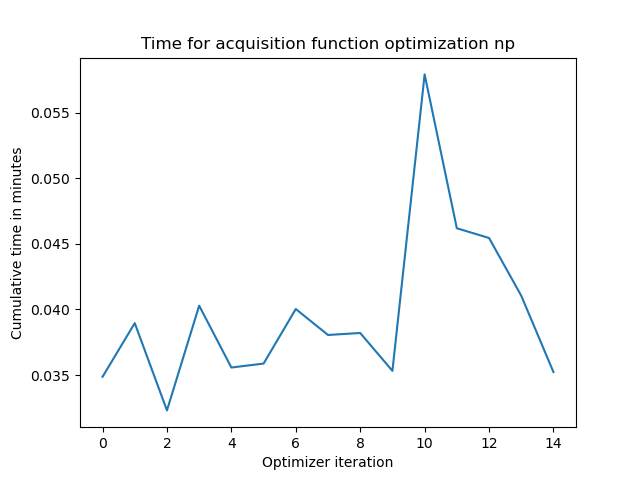 Time for acquisition function optimization np
Cumulative time in minutes
0.055
0.050
0.045
0.040
0.035
0 2 4 6 8 10 12 14
Optimizer iteration